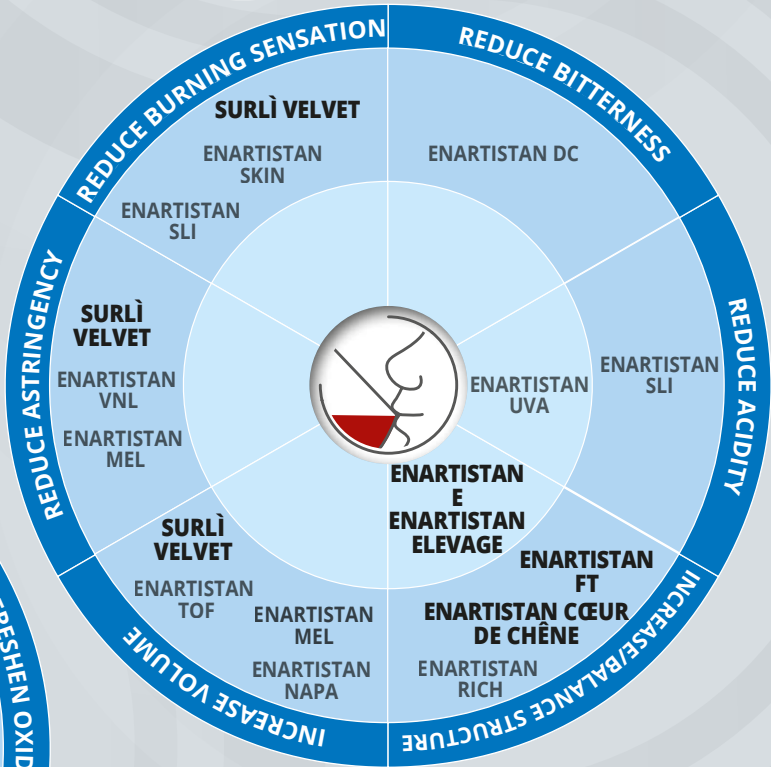 REDUCE BURNING SENSATION
SURLÌ VELVET
ENARTISTAN
SKIN
ENARTISTAN
SLI
REDUCE BITTERNESS
ENARTISTAN DC
REDUCE ACIDITY
ENARTISTAN
SLI
ENARTISTAN
UVA
INCREASE/BALANCE STRUCTURE
ENARTISTAN
E
ENARTISTAN
ELEVAGE
ENARTISTAN
FT
ENARTISTAN CŒUR
DE CHÊNE
ENARTISTAN
RICH
INCREASE VOLUME
SURLÌ
VELVET
ENARTISTAN
TOF
ENARTISTAN
MEL
ENARTISTAN
NAPA
REDUCE ASTRINGENCY
SURLÌ
VELVET
ENARTISTAN
VNL
ENARTISTAN
MEL